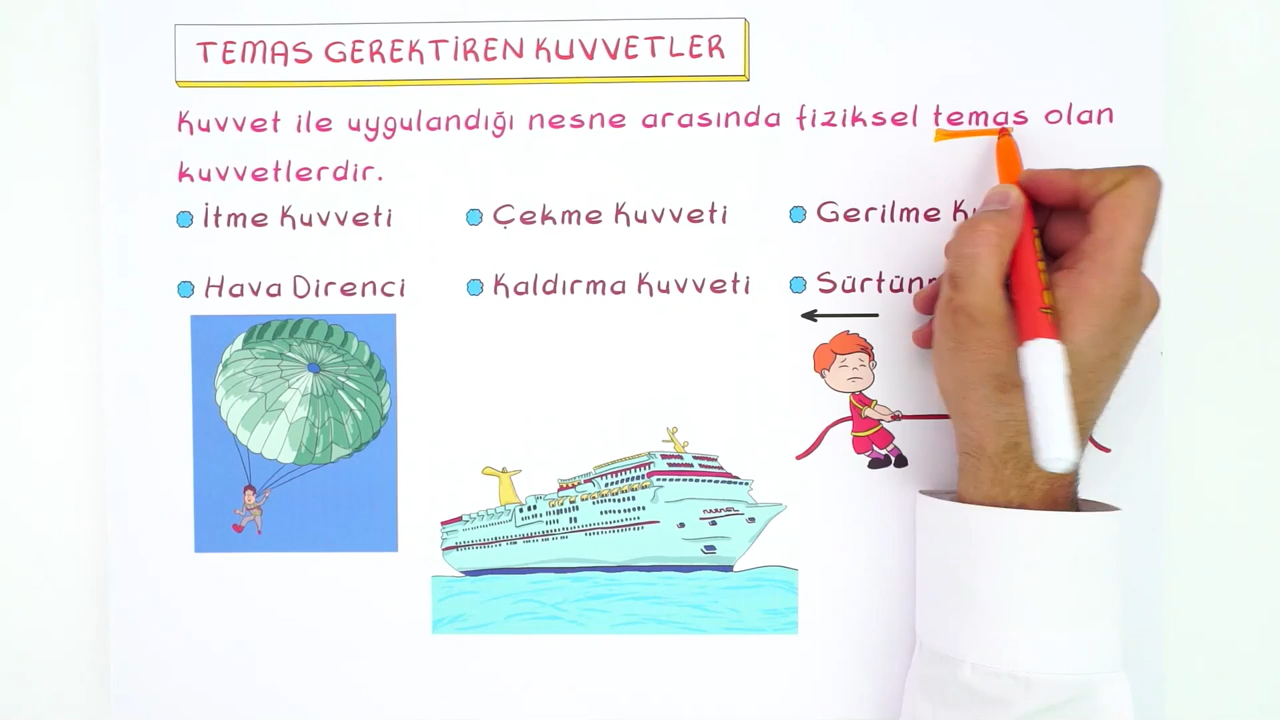 TEMAS GEREKTİREN KUVVETLER
Kuvvet ile uygulandığı nesne arasında fiziksel temas olan
kuvvetlerdir.
İtme Kuvveti Çekme Kuvveti Gerilme
Hava Direnci Kaldırma Kuvveti